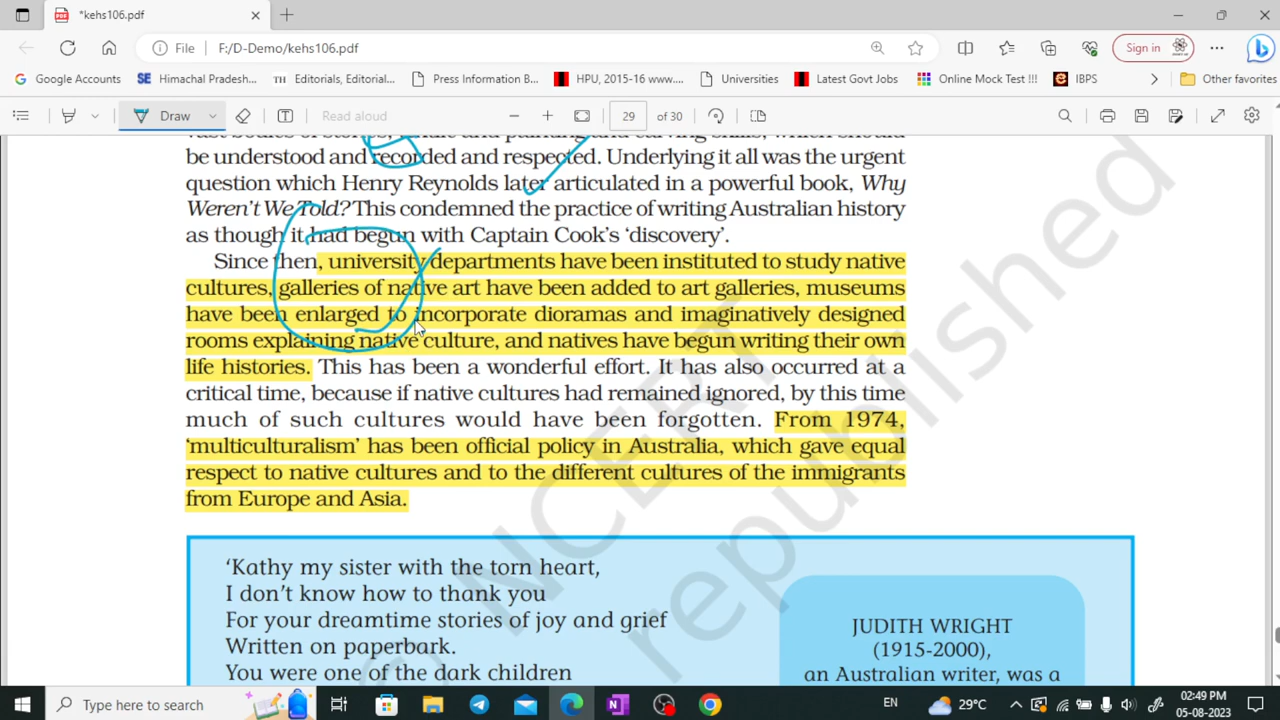 *kehs106.pdf
File F:/D-Demo/kehs106.pdf Sign in
Google Accounts SE Himachal Pradesh... TH Editorials, Editorial... Press Information B... HPU, 2015-16 www.... Universities Latest Govt Jobs Online Mock Test !!! IBPS Other favorites
Draw Read aloud 29 of 30
be understood and recorded and respected. Underlying it all was the urgent
question which Henry Reynolds later articulated in a powerful book, Why
Weren't We Told? This condemned the practice of writing Australian history
as though it had begun with Captain Cook's 'discovery'.
Since then, university departments have been instituted to study native
cultures, galleries of native art have been added to art galleries, museums
have been enlarged to incorporate dioramas and imaginatively designed
rooms explaining native culture, and natives have begun writing their own
life histories. This has been a wonderful effort. It has also occurred at a
critical time, because if native cultures had remained ignored, by this time
much of such cultures would have been forgotten. From 1974,
'multiculturalism' has been official policy in Australia, which gave equal
respect to native cultures and to the different cultures of the immigrants
from Europe and Asia.
© NCERT
republished
'Kathy my sister with the torn heart,
I don't know how to thank you
For your dreamtime stories of joy and grief
Written on paperbark.
You were one of the dark children
JUDITH WRIGHT
(1915-2000),
an Australian writer, was a
Type here to search 29°C EN 02:49 PM
05-08-2023